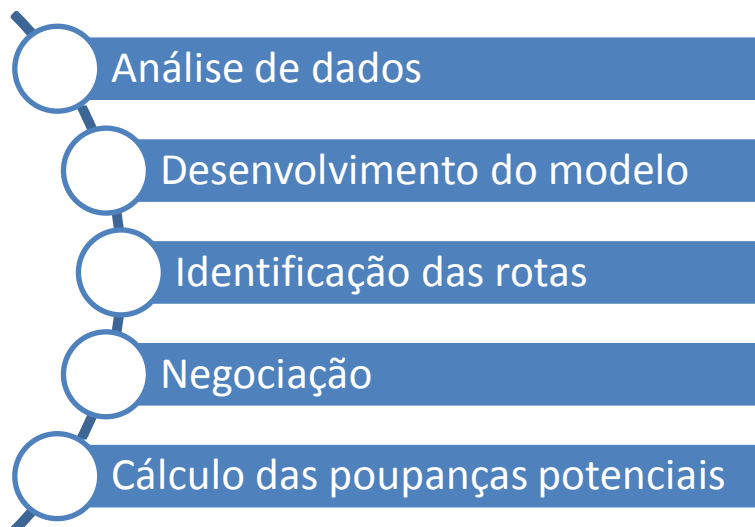 Análise de dados
Desenvolvimento do modelo
Identificação das rotas
Negociação
Cálculo das poupanças potenciais